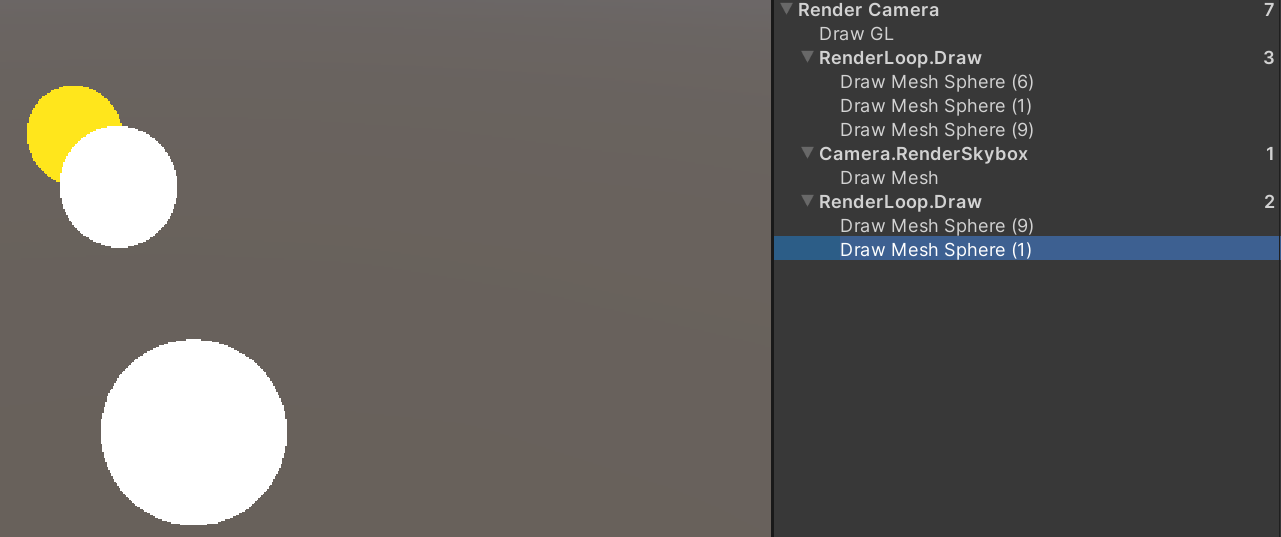 Render Camera 7
Draw GL
RenderLoop.Draw 3
Draw Mesh Sphere (6)
Draw Mesh Sphere (1)
Draw Mesh Sphere (9)
Camera.RenderSkybox 1
Draw Mesh
RenderLoop.Draw 2
Draw Mesh Sphere (9)
Draw Mesh Sphere (1)